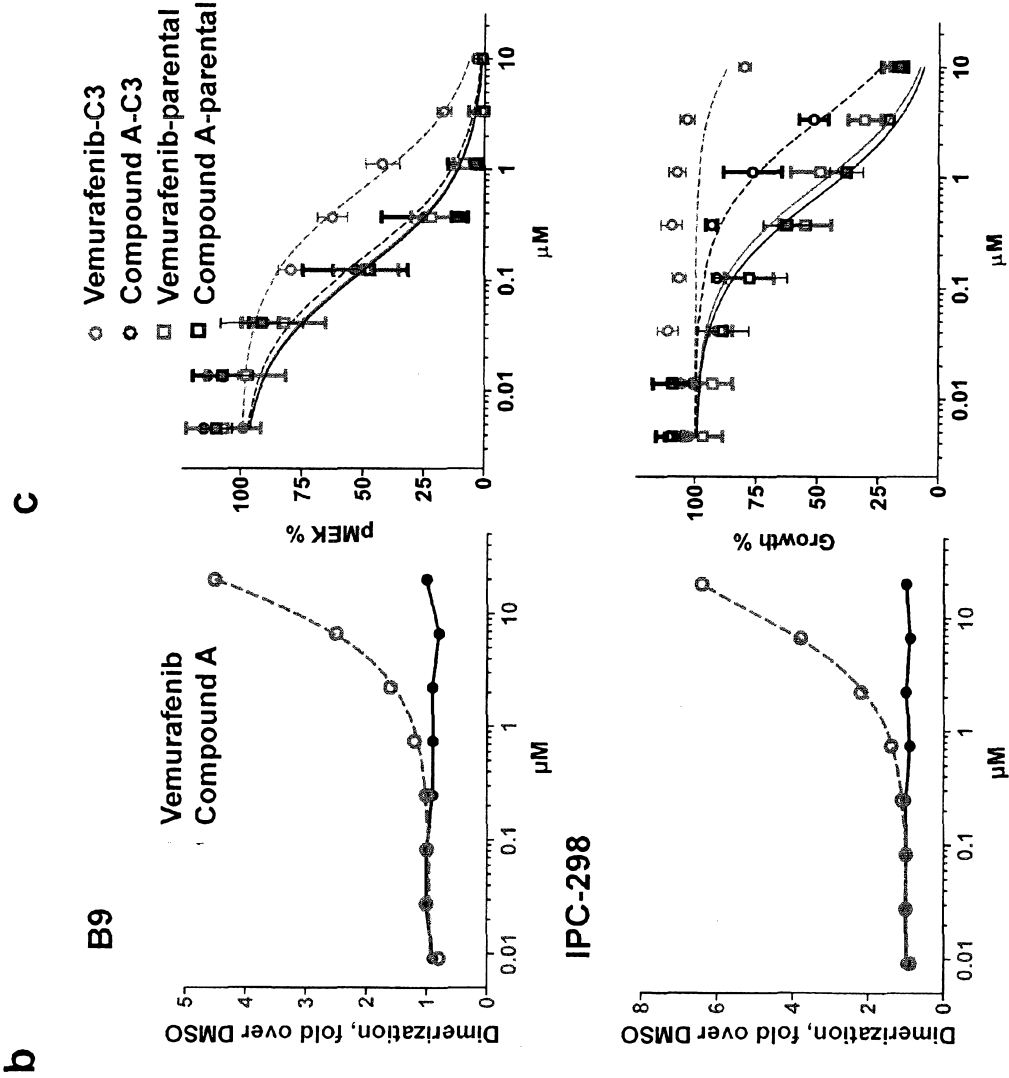 b
B9
Vemurafenib
Compound A
Dimerization, fold over DMSO
5
4
3
2
1
0
0.01
0.1
1
10
µM
IPC-298
Dimerization, fold over DMSO
8
6
4
2
0
0.01
0.1
1
10
µM
c
Vemurafenib-C3
Compound A-C3
Vemurafenib-parental
Compound A-parental
pMEK %
100
75
50
25
0
0.01
0.1
1
10
µM
Growth %
100
75
50
25
0
0.01
0.1
1
10
µM